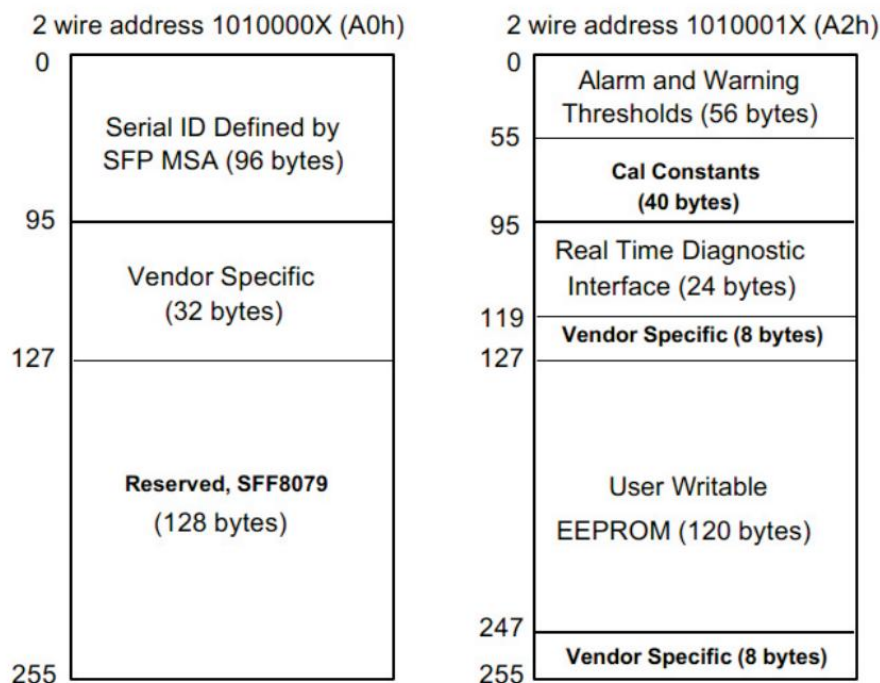 2 wire address 1010000X (A0h)
0
Serial ID Defined by
SFP MSA (96 bytes)
95
Vendor Specific
(32 bytes)
127
Reserved, SFF8079
(128 bytes)
255
2 wire address 1010001X (A2h)
0
Alarm and Warning
Thresholds (56 bytes)
55
Cal Constants
(40 bytes)
95
Real Time Diagnostic
Interface (24 bytes)
119
Vendor Specific (8 bytes)
127
User Writable
EEPROM (120 bytes)
247
Vendor Specific (8 bytes)
255